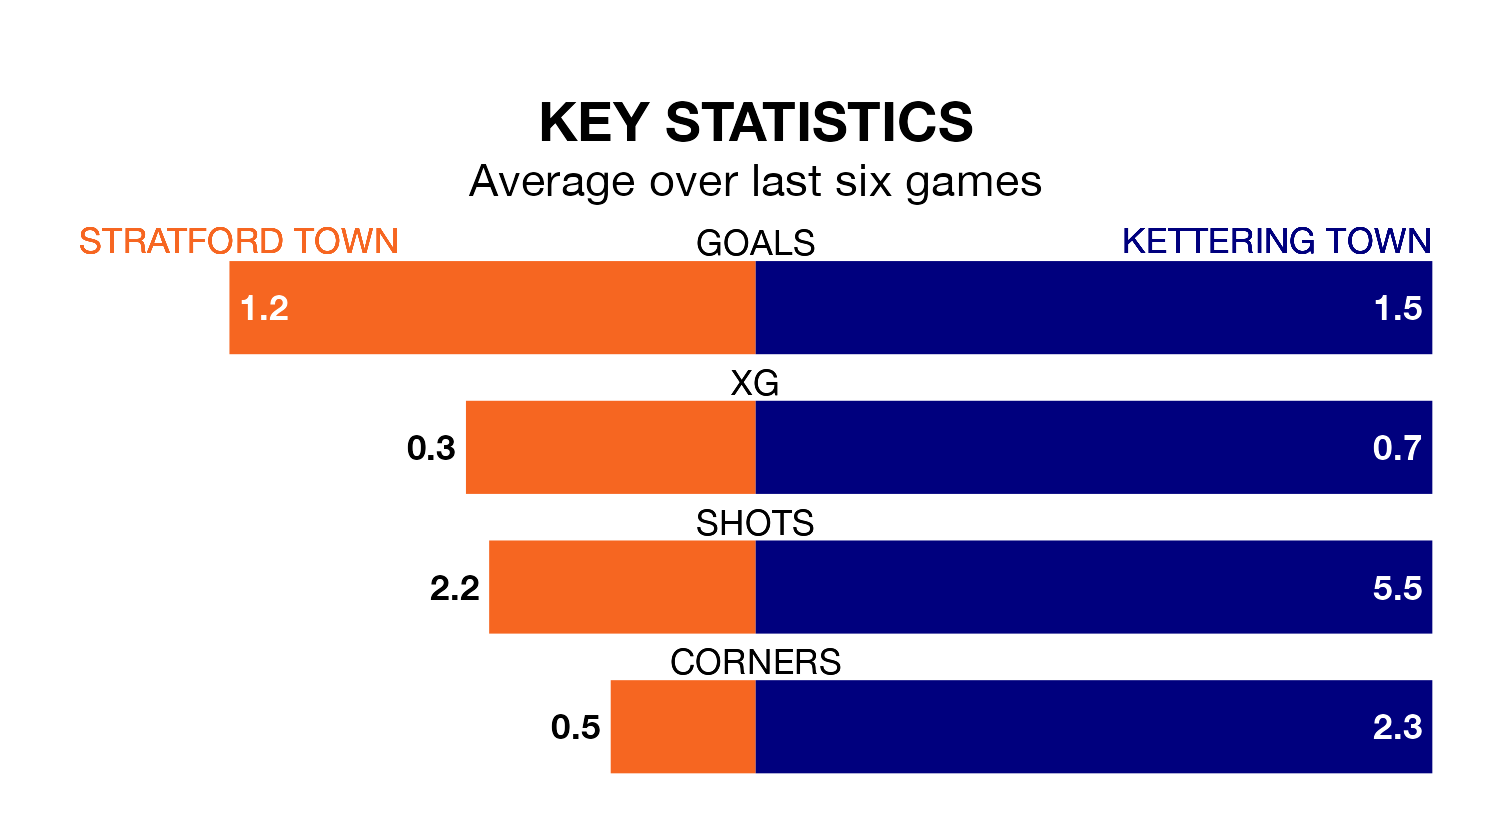 KEY STATISTICS
Average over last six games
STRATFORD TOWN GOALS KETTERING TOWN
1.2 1.5
XG
0.3 0.7
SHOTS
2.2 5.5
CORNERS
0.5 2.3